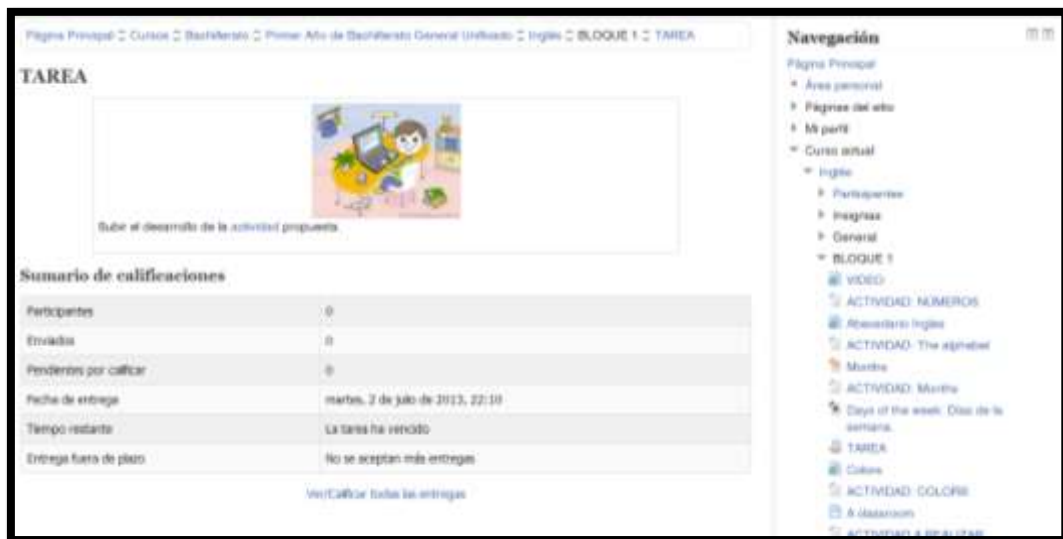 Página Principal Cursos Bachillerato Primer Año de Bachillerato General Unificado Inglés BLOQUE 1 TAREA
TAREA
Subir el desarrollo de la actividad propuesta.
Sumario de calificaciones
Participantes 0
Enviados 0
Pendientes por calificar 0
Fecha de entrega martes, 2 de julio de 2013, 22:10
Tiempo restante La tarea ha vencido
Entrega fuera de plazo No se aceptan más entregas
Ver/Calificar todas las entregas
Navegación
Página Principal
Área personal
Páginas del sitio
Mi perfil
Curso actual
Inglés
Participantes
Insignias
General
BLOQUE 1
VIDEO
ACTIVIDAD: NUMEROS
Abecedario Ingles
ACTIVIDAD: The alphabet
Months
ACTIVIDAD: Months
Days of the week. Días de la
semana.
TAREA
Colors
ACTIVIDAD: COLORS
A classroom
ACTIVIDAD A REALIZAR